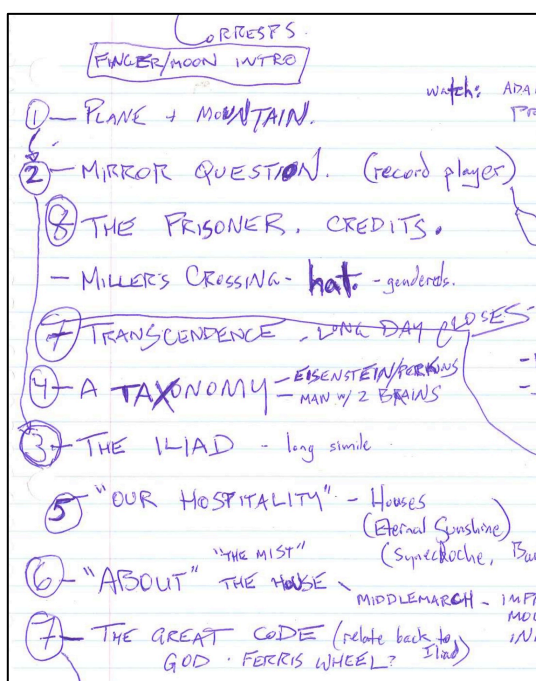 CORRESPS.
FINGER/MOON INTRO
watch: ADA
① — PLANE + MOUNTAIN.
② — MIRROR QUESTION. (record player)
⑧ THE PRISONER. CREDITS.
— MILLER'S CROSSING - hat. - gendereds.
⑦ TRANSCENDENCE - LONG DAY CLOSES -
④ — A TAXONOMY — EISENSTEIN/PERKINS
— MAN W/ 2 BRAINS
③ — THE ILIAD - long simile
⑤ "OUR HOSPITALITY" - HOUSES
(Eternal Sunshine)
(Synecdoche,
"THE MIST"
⑥ — "ABOUT" THE HOUSE
MIDDLEMARCH -
⑦ — THE GREAT CODE (relate back to Iliad)
GOD . FERRIS WHEEL?